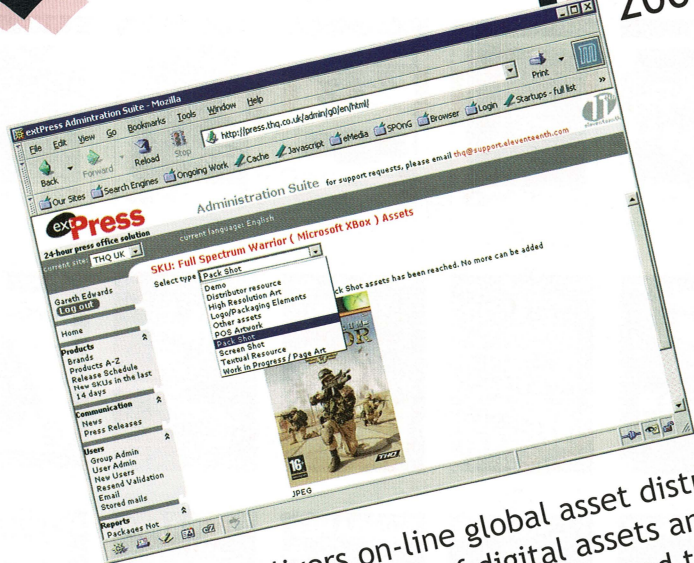 200
extPress Admintration Suite - Mozilla
File Edit View Go Bookmarks Tools Window Help
Back Forward Reload Stop http://press.thq.co.uk/admin/g0/en/html/ Print
Our Sites Search Engines Ongoing Work Cache Javascript eMedia SPOnG Browser Login Startups - full list
extPress
24-hour press office solution
Administration Suite for support requests, please email thq@support.eleventeenth.com
current site: THQ UK current language: English
Gareth Edwards
Log out
Home
Products
Brands
Products A-Z
Release Schedule
New SKUs in the last
14 days
Communication
News
Press Releases
Users
Group Admin
User Admin
New Users
Resend Validation
Email
Stored mails
Reports
Packages Not
SKU: Full Spectrum Warrior ( Microsoft XBox ) Assets
Select type Pack Shot
Demo
Distributor resource
High Resolution Art
Logo/Packaging Elements
Other assets
POS Artwork
Pack Shot
Screen Shot
Textual Resource
Work in Progress / Page Art
ck Shot assets has been reached. No more can be added
16+
THQ
JPEG
ivers on-line global asset distr
f digital assets an